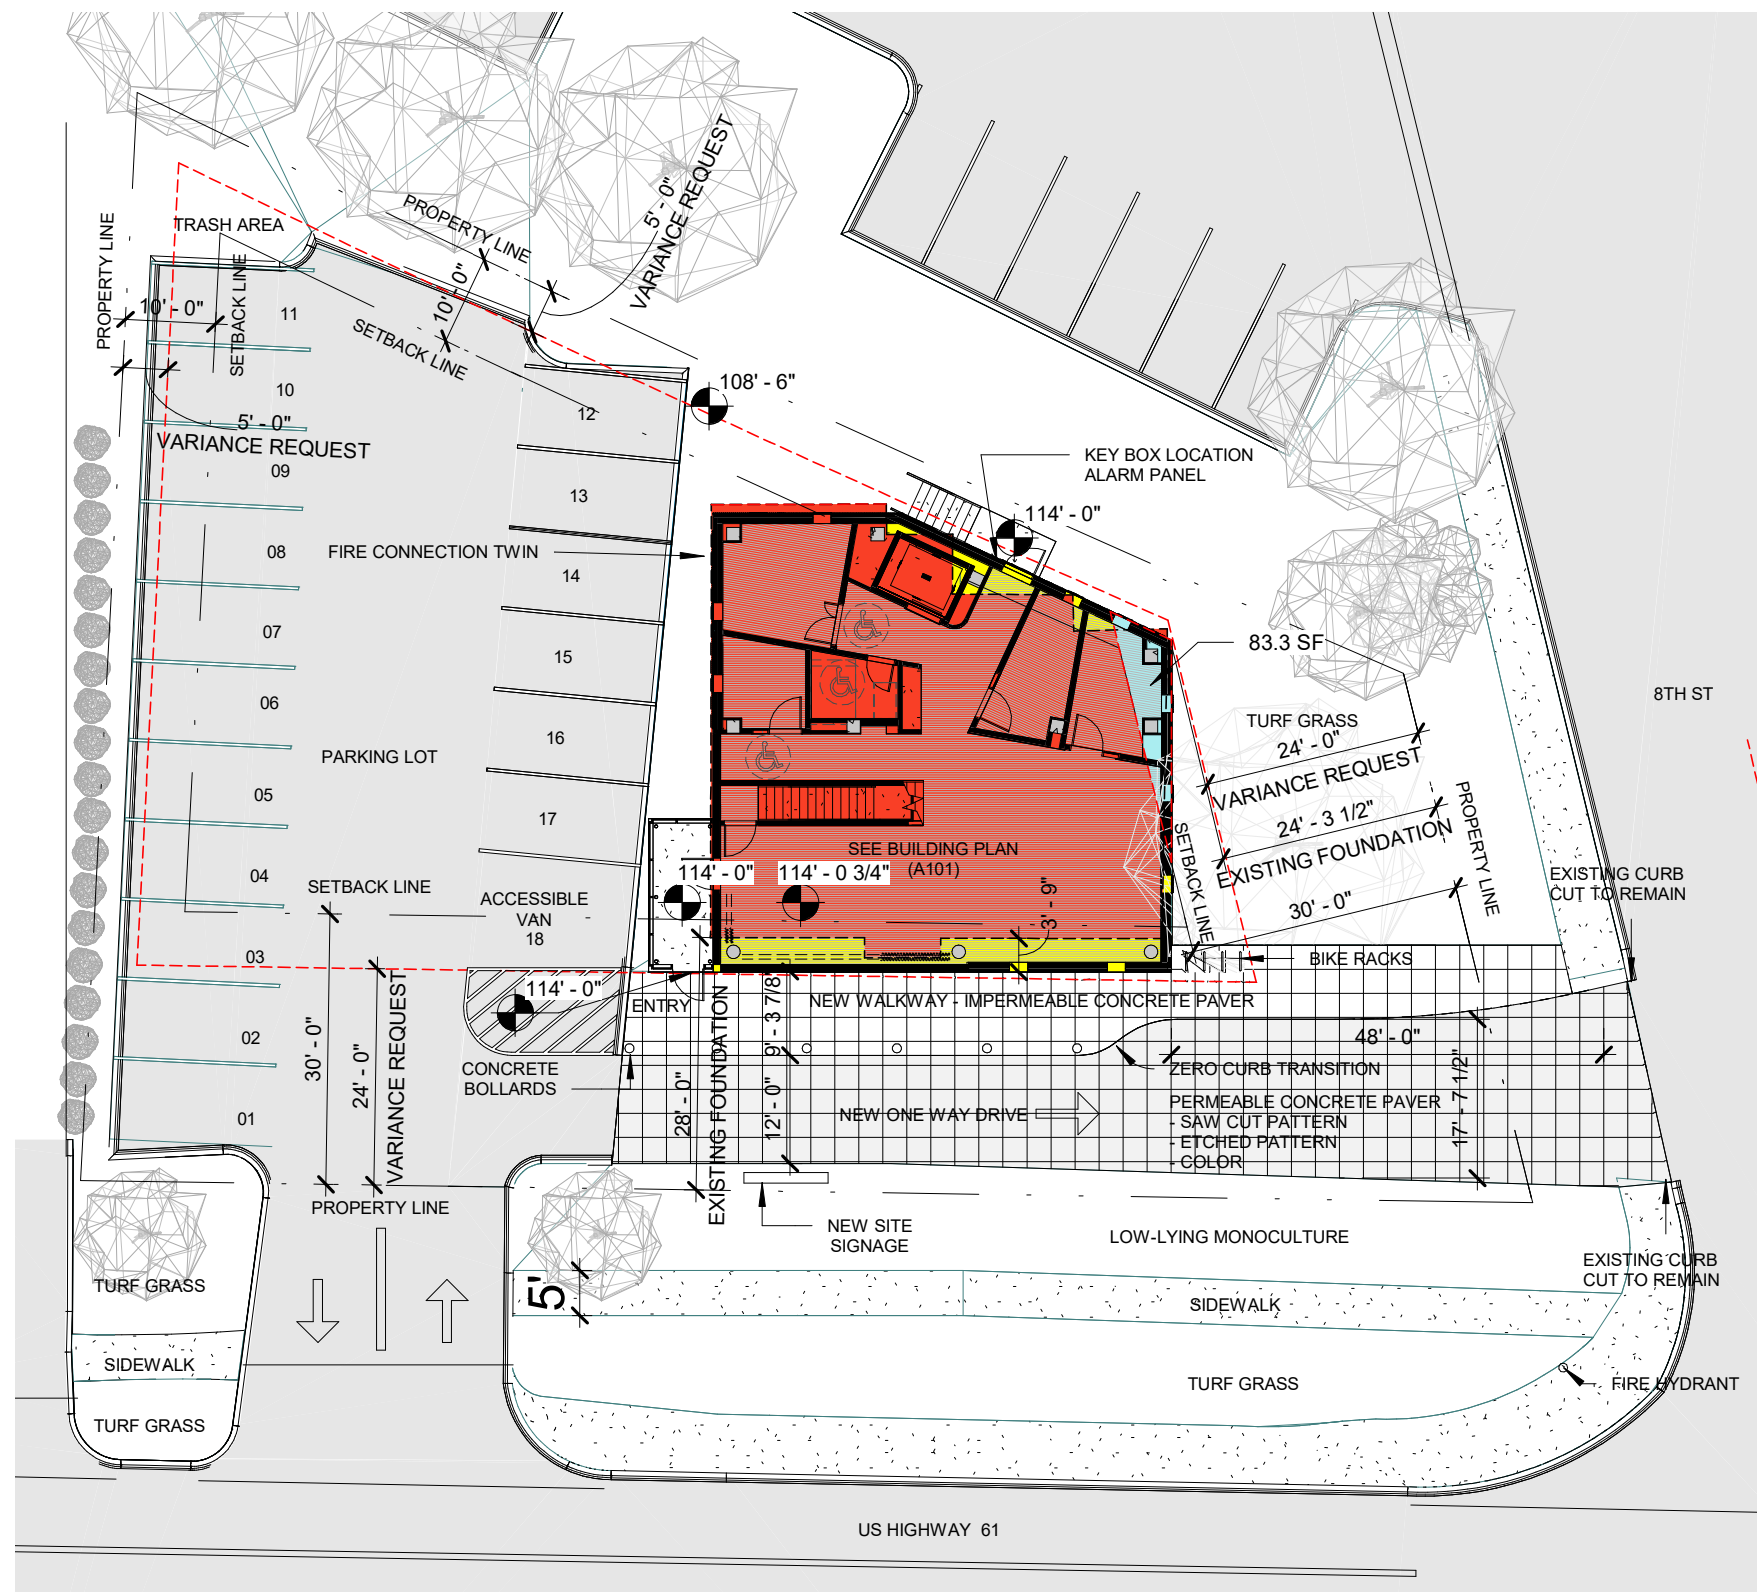 5' - 0"
VARIANCE REQUEST
PROPERTY LINE
TRASH AREA
PROPERTY LINE
SETBACK LINE
10' - 0"
10' - 0"
SETBACK LINE
11
10
5' - 0"
VARIANCE REQUEST
09
12
108' - 6"
13
KEY BOX LOCATION
ALARM PANEL
114' - 0"
08
FIRE CONNECTION TWIN
14
07
15
83.3 SF
06
16
8TH ST
PARKING LOT
TURF GRASS
24' - 0"
VARIANCE REQUEST
05
17
24' - 3 1/2"
EXISTING FOUNDATION
PROPERTY LINE
SETBACK LINE
SEE BUILDING PLAN
(A101)
114' - 0"
114' - 0 3/4"
04
SETBACK LINE
ACCESSIBLE
VAN
18
EXISTING CURB
CUT TO REMAIN
30' - 0"
3' - 9"
03
BIKE RACKS
114' - 0"
ENTRY
NEW WALKWAY - IMPERMEABLE CONCRETE PAVER
9' - 3 7/8"
02
30' - 0"
24' - 0"
VARIANCE REQUEST
48' - 0"
CONCRETE
BOLLARDS
ZERO CURB TRANSITION
28' - 0"
EXISTING FOUNDATION
12' - 0"
NEW ONE WAY DRIVE
PERMEABLE CONCRETE PAVER
- SAW CUT PATTERN
- ETCHED PATTERN
- COLOR
17' - 7 1/2"
01
PROPERTY LINE
NEW SITE
SIGNAGE
LOW-LYING MONOCULTURE
EXISTING CURB
CUT TO REMAIN
TURF GRASS
5'
SIDEWALK
SIDEWALK
TURF GRASS
FIRE HYDRANT
TURF GRASS
US HIGHWAY 61